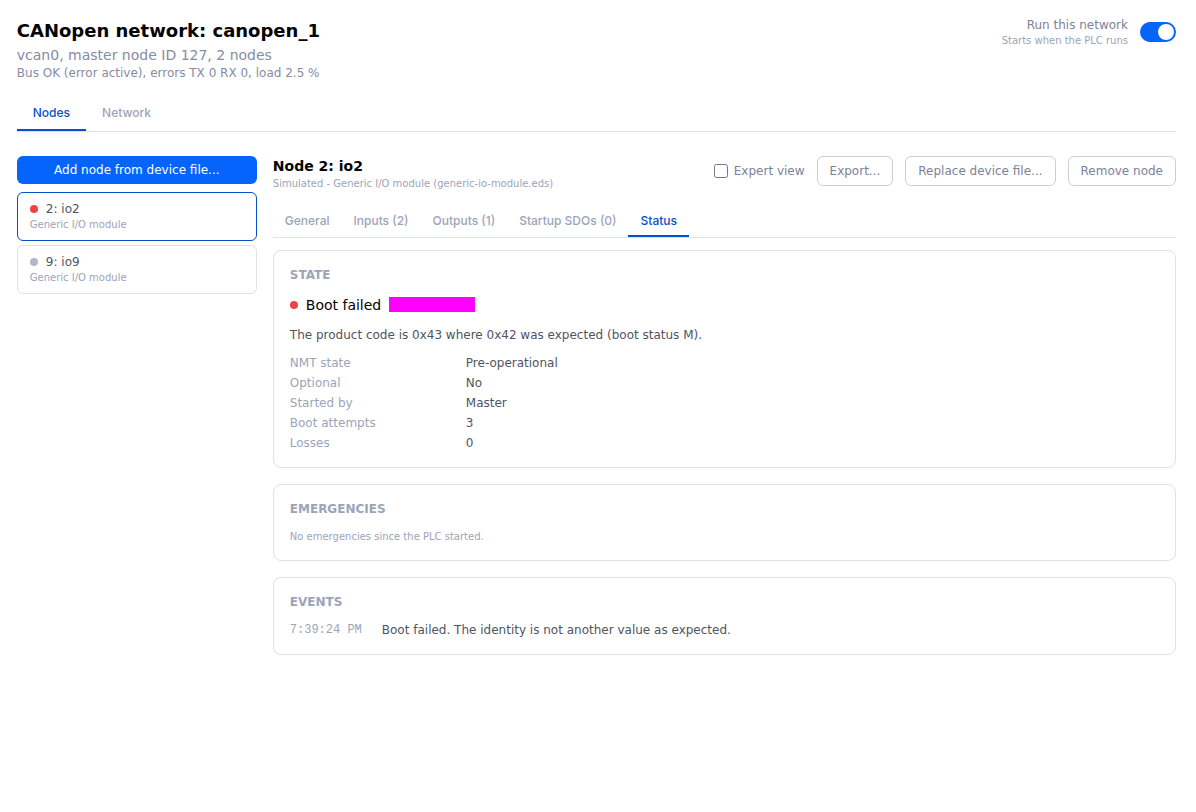 CANopen network: canopen_1
vcan0, master node ID 127, 2 nodes
Bus OK (error active), errors TX 0 RX 0, load 2.5 %
Run this network
Starts when the PLC runs
Nodes
Network
Add node from device file...
2: io2
Generic I/O module
9: io9
Generic I/O module
Node 2: io2
Simulated - Generic I/O module (generic-io-module.eds)
Expert view
Export...
Replace device file...
Remove node
General
Inputs (2)
Outputs (1)
Startup SDOs (0)
Status
STATE
Boot failed
The product code is 0x43 where 0x42 was expected (boot status M).
NMT state Pre-operational
Optional No
Started by Master
Boot attempts 3
Losses 0
EMERGENCIES
No emergencies since the PLC started.
EVENTS
7:39:24 PM Boot failed. The identity is not another value as expected.